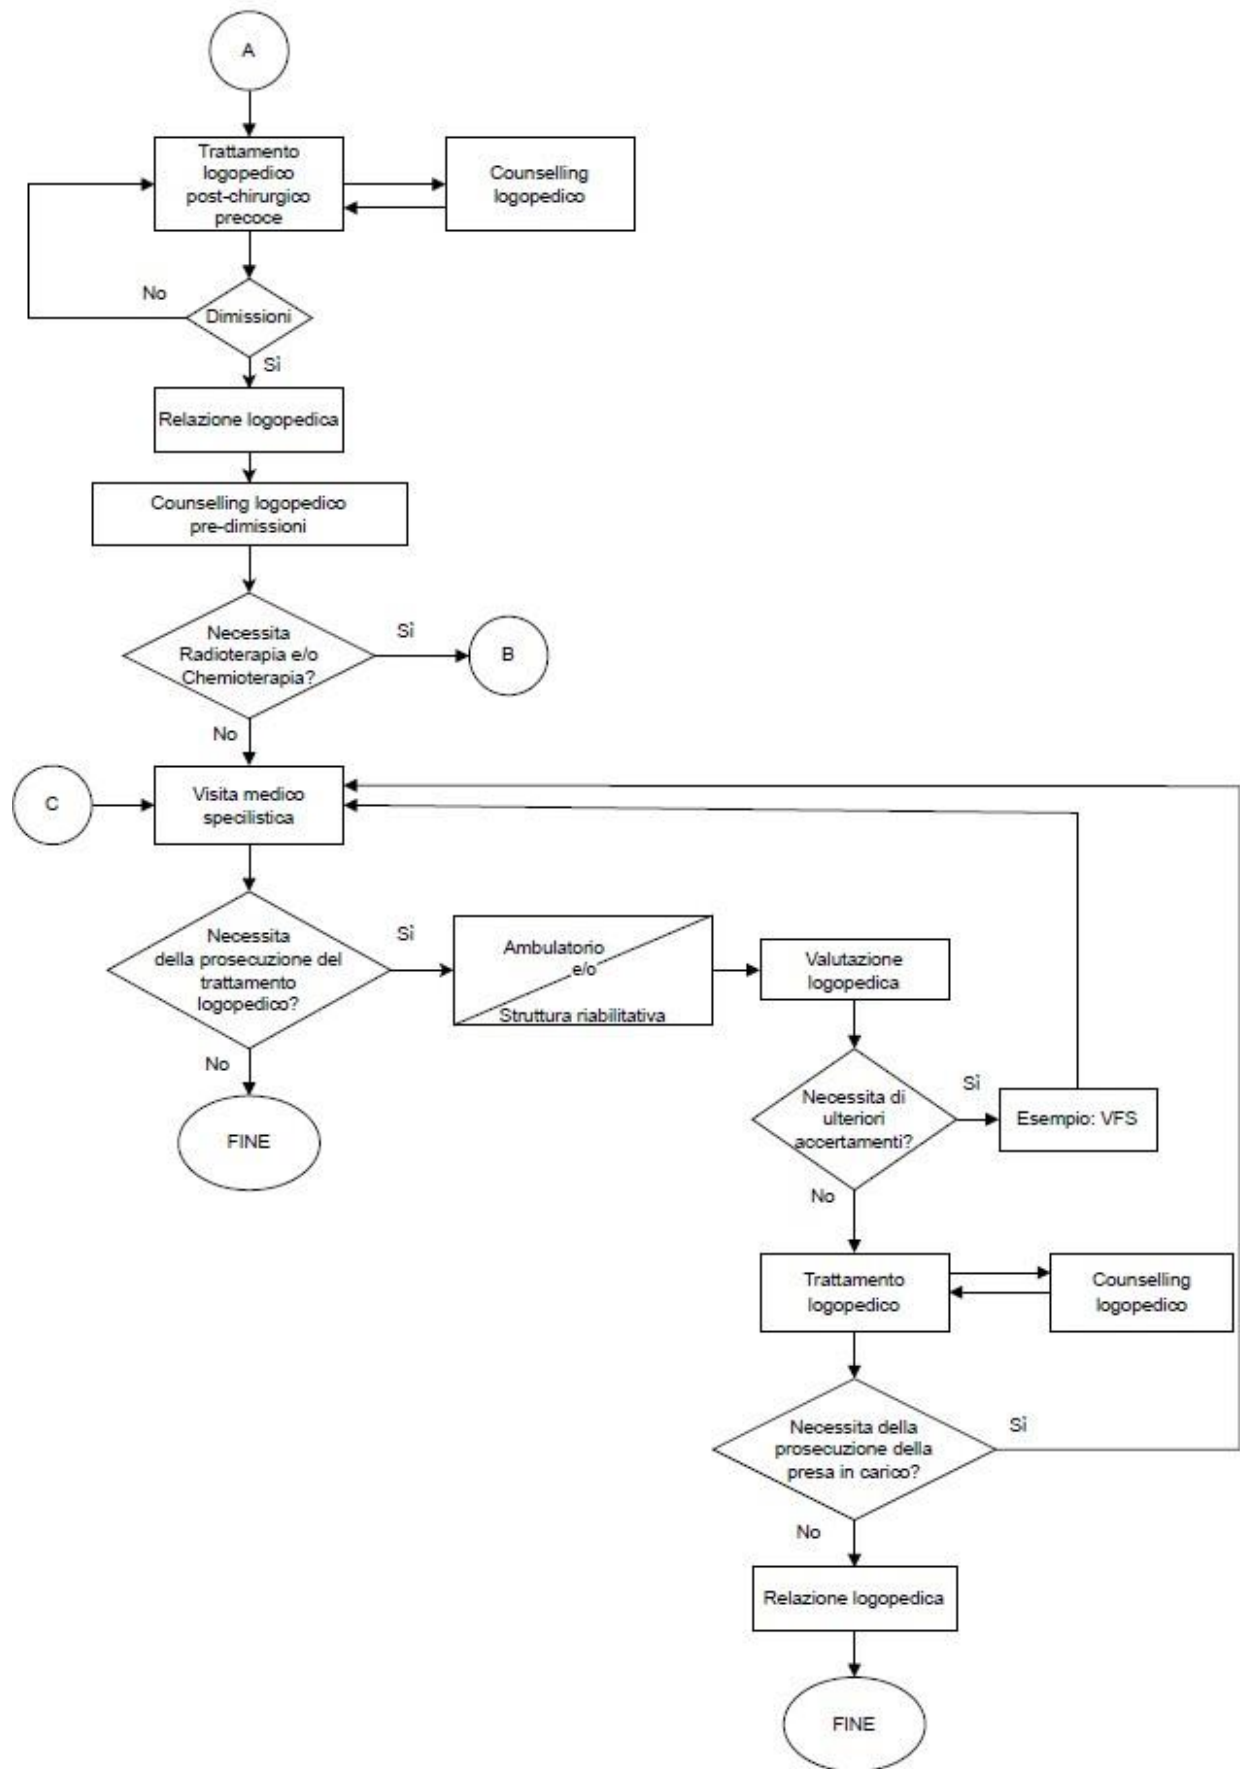 A
Trattamento
logopedico
post-chirurgico
precoce
Counselling
logopedico
No
Dimissioni
Sì
Relazione logopedica
Counselling logopedico
pre-dimissioni
Necessita
Radioterapia e/o
Chemioterapia?
Sì
B
No
C
Visita medico
specilistica
Necessita
della prosecuzione del
trattamento
logopedico?
Sì
Ambulatorio
e/o
Struttura riabilitativa
Valutazione
logopedica
No
FINE
Necessita di
ulteriori
accertamenti?
Sì
Esempio: VFS
No
Trattamento
logopedico
Counselling
logopedico
Necessita della
prosecuzione della
presa in carico?
Sì
No
Relazione logopedica
FINE